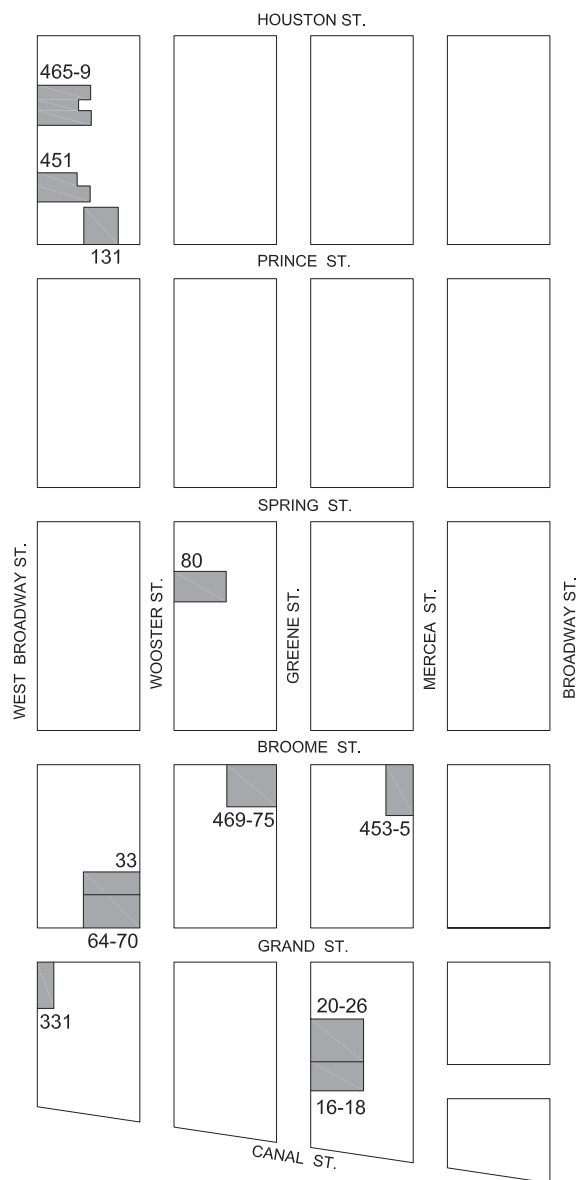 HOUSTON ST.
465-9
451
131
PRINCE ST.
SPRING ST.
80
WEST BROADWAY ST.
WOOSTER ST.
GREENE ST.
MERCEA ST.
BROADWAY ST.
BROOME ST.
469-75
453-5
33
64-70
GRAND ST.
331
20-26
16-18
CANAL ST.